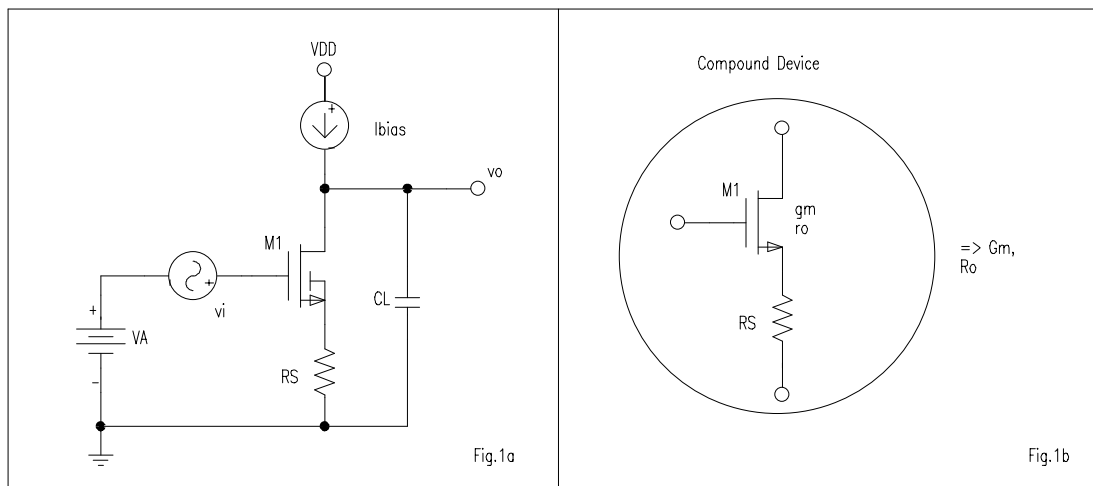 VDD
+
Ibias
vo
M1
+
vi
CL
+
VA
-
RS
Fig.1a
Compound Device
M1
gm
ro
=> Gm,
Ro
RS
Fig.1b